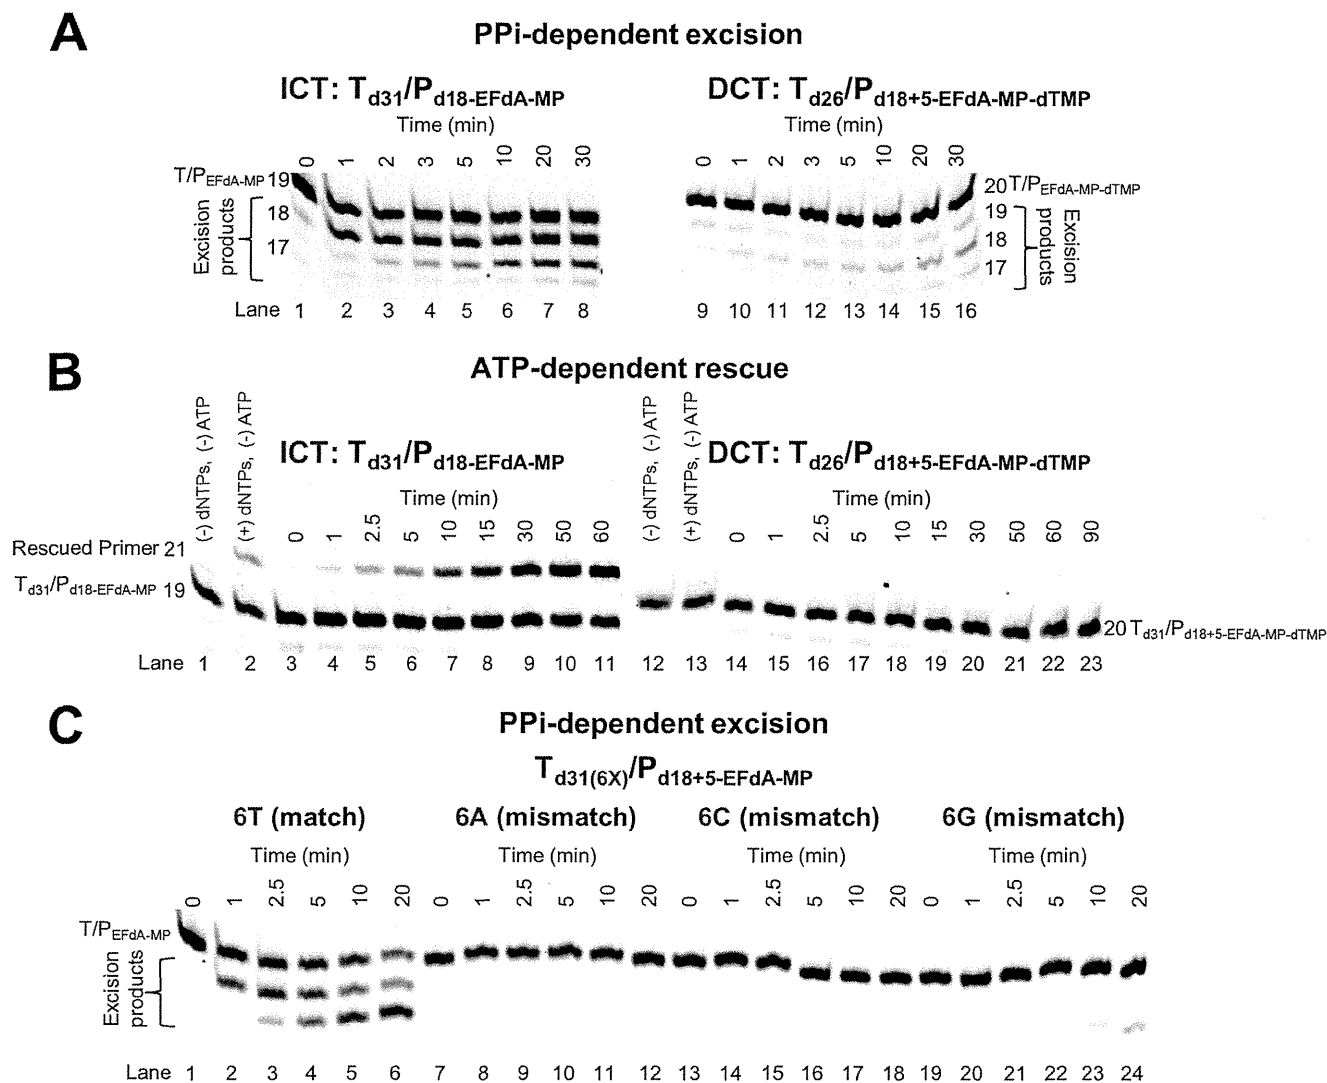 A
PPi-dependent excision
ICT: Td31/Pd18-EFdA-MP
DCT: Td26/Pd18+5-EFdA-MP-dTMP
Time (min)
Time (min)
0 1 2 3 5 10 20 30
0 1 2 3 5 10 20 30
T/PEFdA-MP 19
18
17
Excision products
20 T/PEFdA-MP-dTMP
19
18
17
Excision products
Lane 1 2 3 4 5 6 7 8
9 10 11 12 13 14 15 16
B
ATP-dependent rescue
(-) dNTPs, (-) ATP
(+) dNTPs, (-) ATP
ICT: Td31/Pd18-EFdA-MP
(-) dNTPs, (-) ATP
(+) dNTPs, (-) ATP
DCT: Td26/Pd18+5-EFdA-MP-dTMP
Time (min)
Time (min)
0 1 2.5 5 10 15 30 50 60
0 1 2.5 5 10 15 30 50 60 90
Rescued Primer 21
Td31/Pd18-EFdA-MP 19
20 Td31/Pd18+5-EFdA-MP-dTMP
Lane 1 2 3 4 5 6 7 8 9 10 11 12 13 14 15 16 17 18 19 20 21 22 23
C
PPi-dependent excision
Td31(6X)/Pd18+5-EFdA-MP
6T (match)
6A (mismatch)
6C (mismatch)
6G (mismatch)
Time (min)
Time (min)
Time (min)
Time (min)
0 1 2.5 5 10 20 0 1 2.5 5 10 20 0 1 2.5 5 10 20 0 1 2.5 5 10 20
T/PEFdA-MP
Excision products
Lane 1 2 3 4 5 6 7 8 9 10 11 12 13 14 15 16 17 18 19 20 21 22 23 24